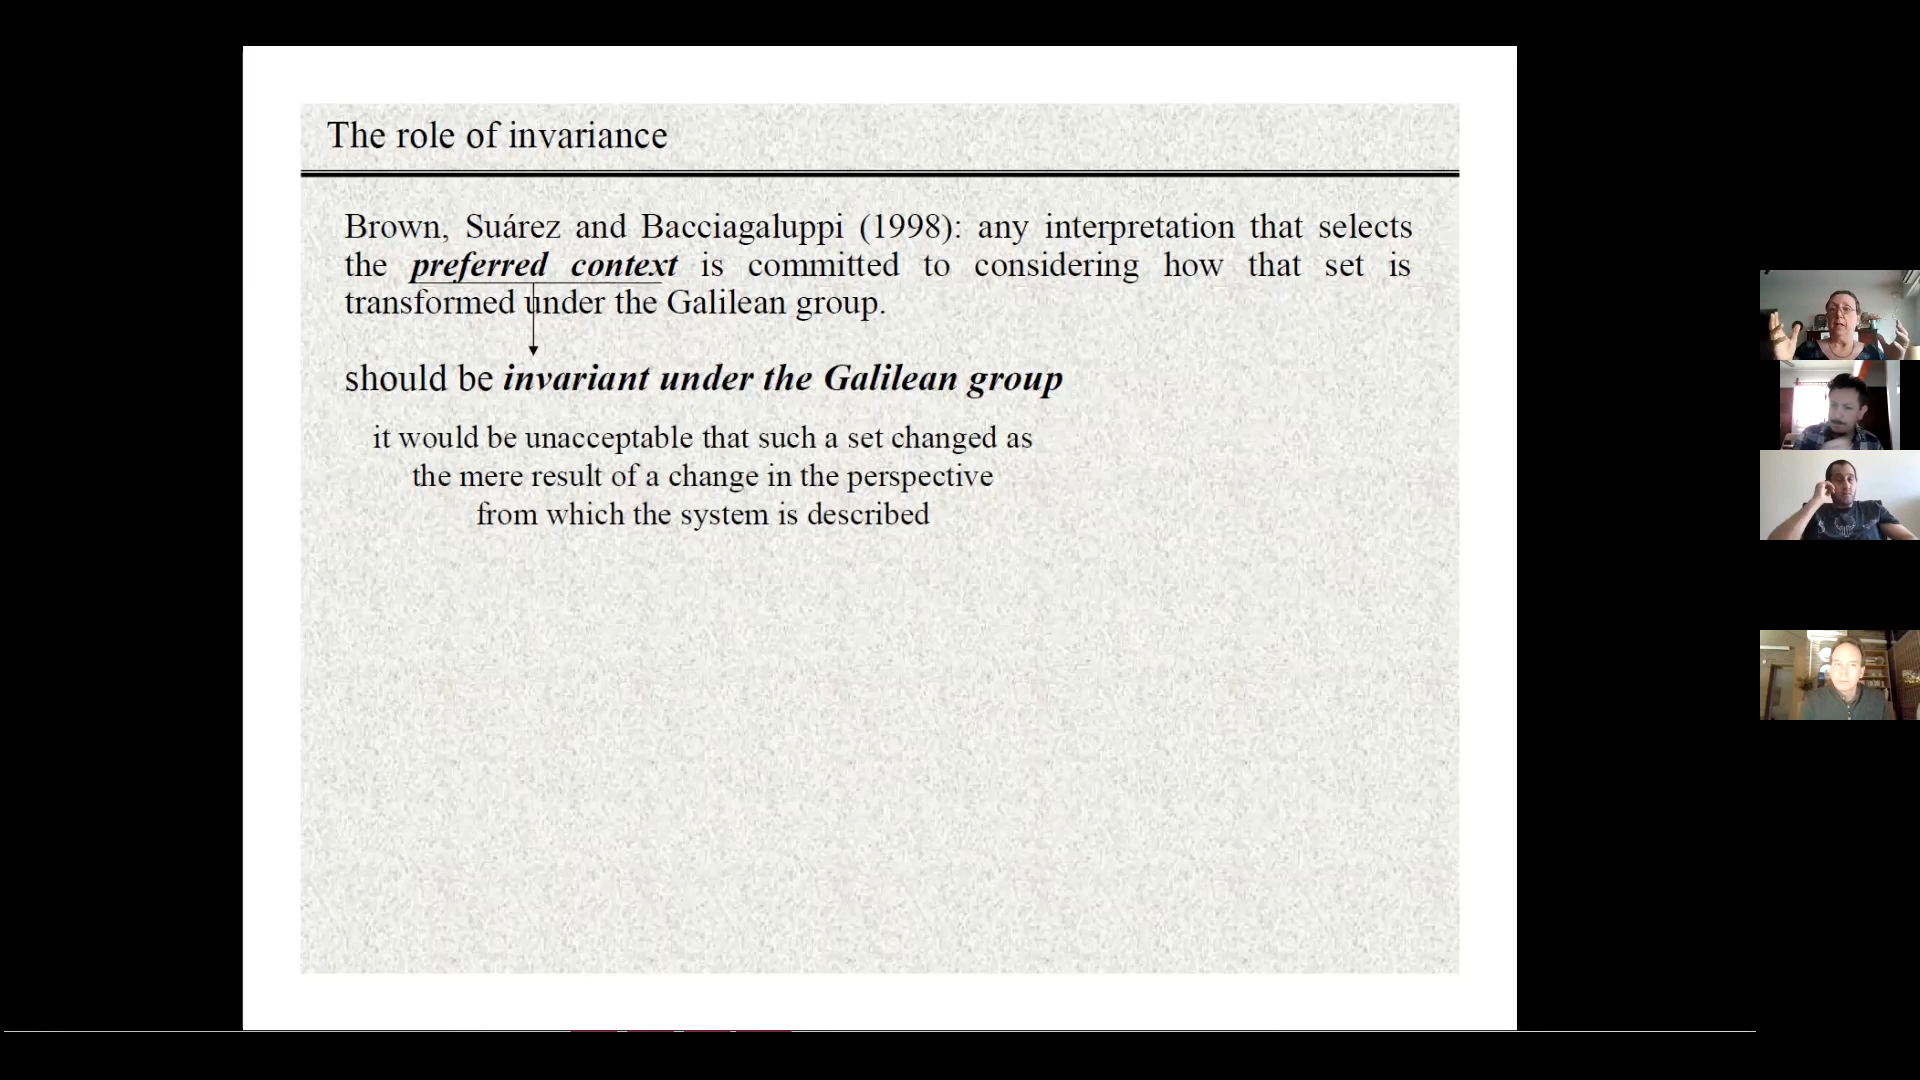 The role of invariance
Brown, Suárez and Bacciagaluppi (1998): any interpretation that selects
the preferred context is committed to considering how that set is
transformed under the Galilean group.
should be invariant under the Galilean group
it would be unacceptable that such a set changed as
the mere result of a change in the perspective
from which the system is described